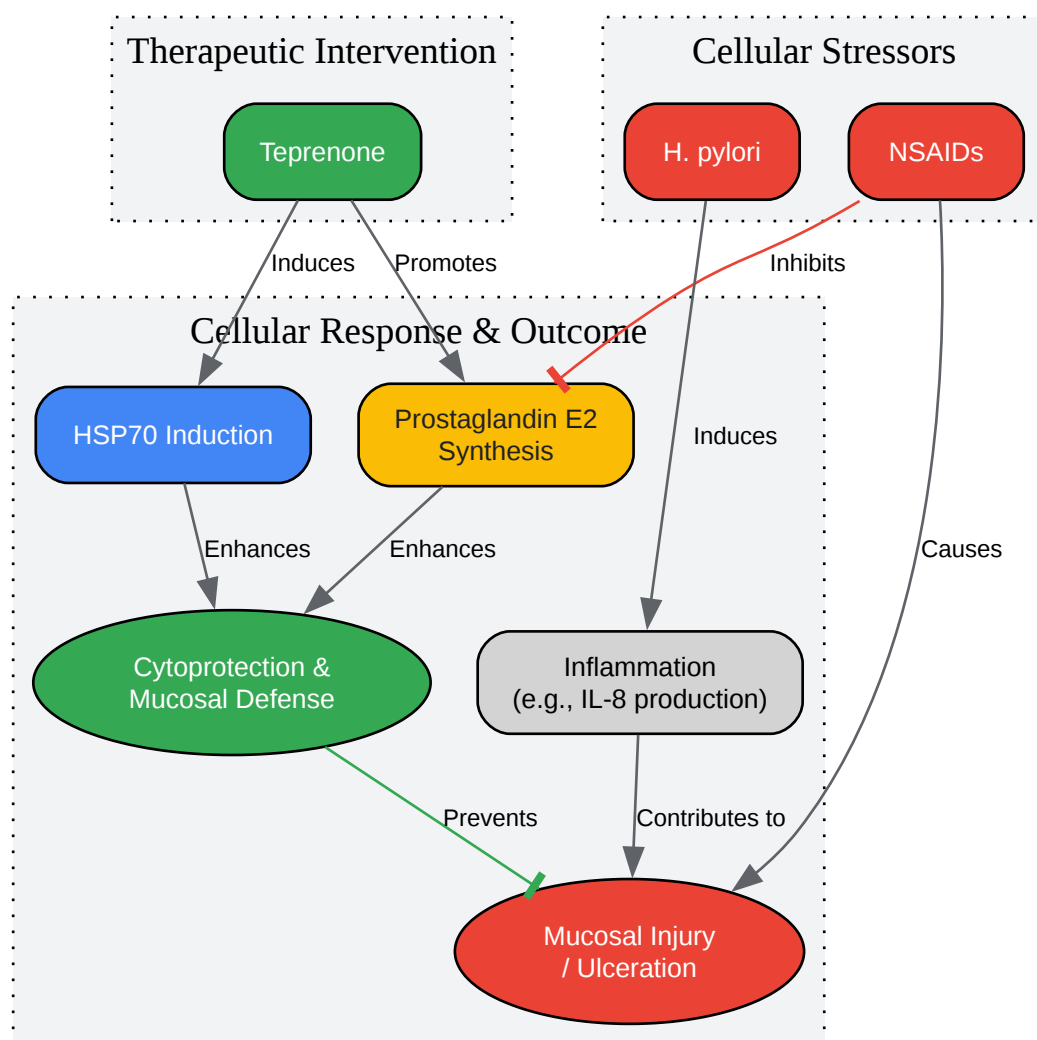 Therapeutic Intervention
Cellular Stressors
Teprenone
H. pylori
NSAIDs
Induces
Promotes
Inhibits
Cellular Response & Outcome
HSP70 Induction
Prostaglandin E2
Synthesis
Induces
Enhances
Enhances
Causes
Cytoprotection &
Mucosal Defense
Inflammation
(e.g., IL-8 production)
Prevents
Contributes to
Mucosal Injury
/ Ulceration